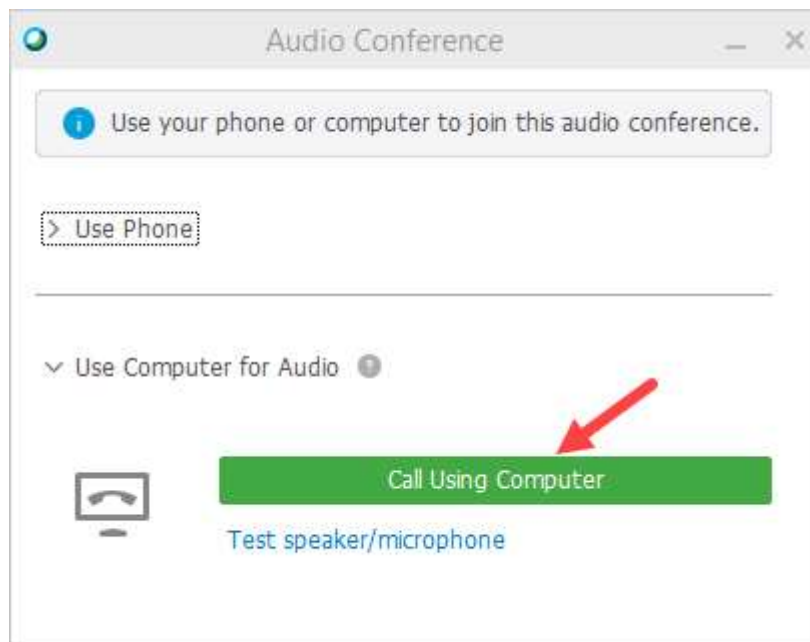 Audio Conference
Use your phone or computer to join this audio conference.
> Use Phone
Use Computer for Audio
Call Using Computer
Test speaker/microphone